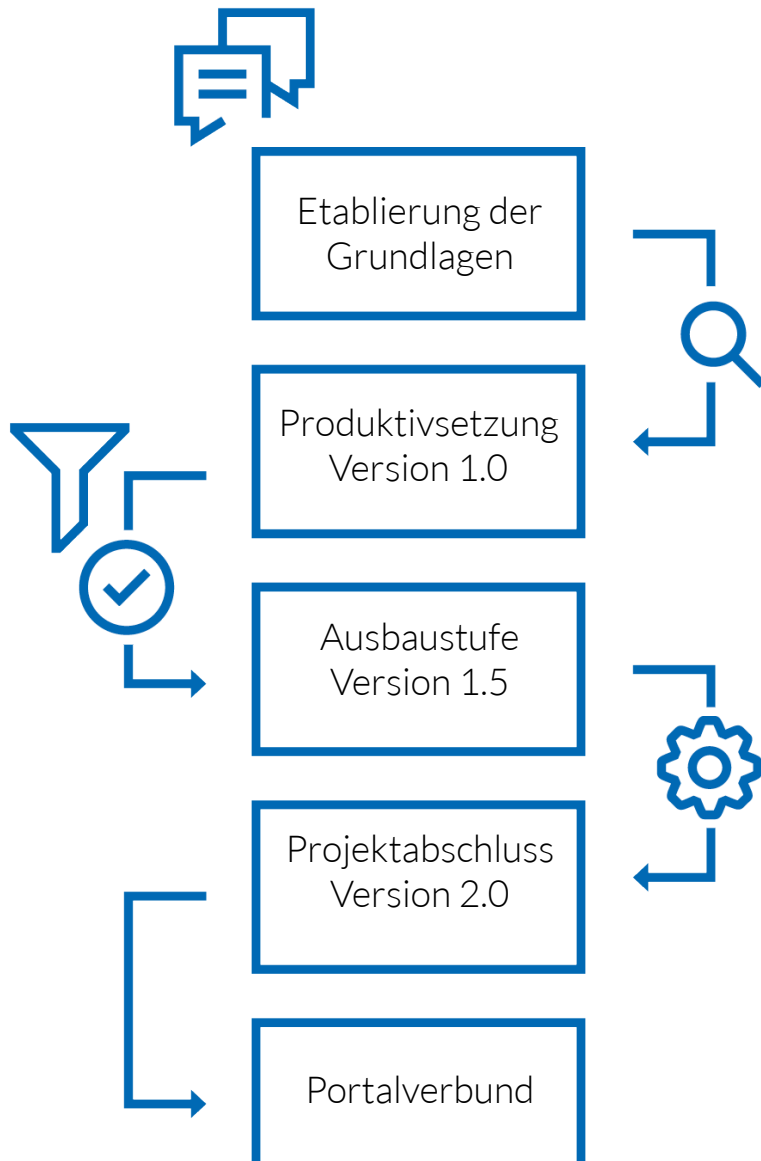 Etablierung der
Grundlagen
Produktivsetzung
Version 1.0
Ausbaustufe
Version 1.5
Projektabschluss
Version 2.0
Portalverbund